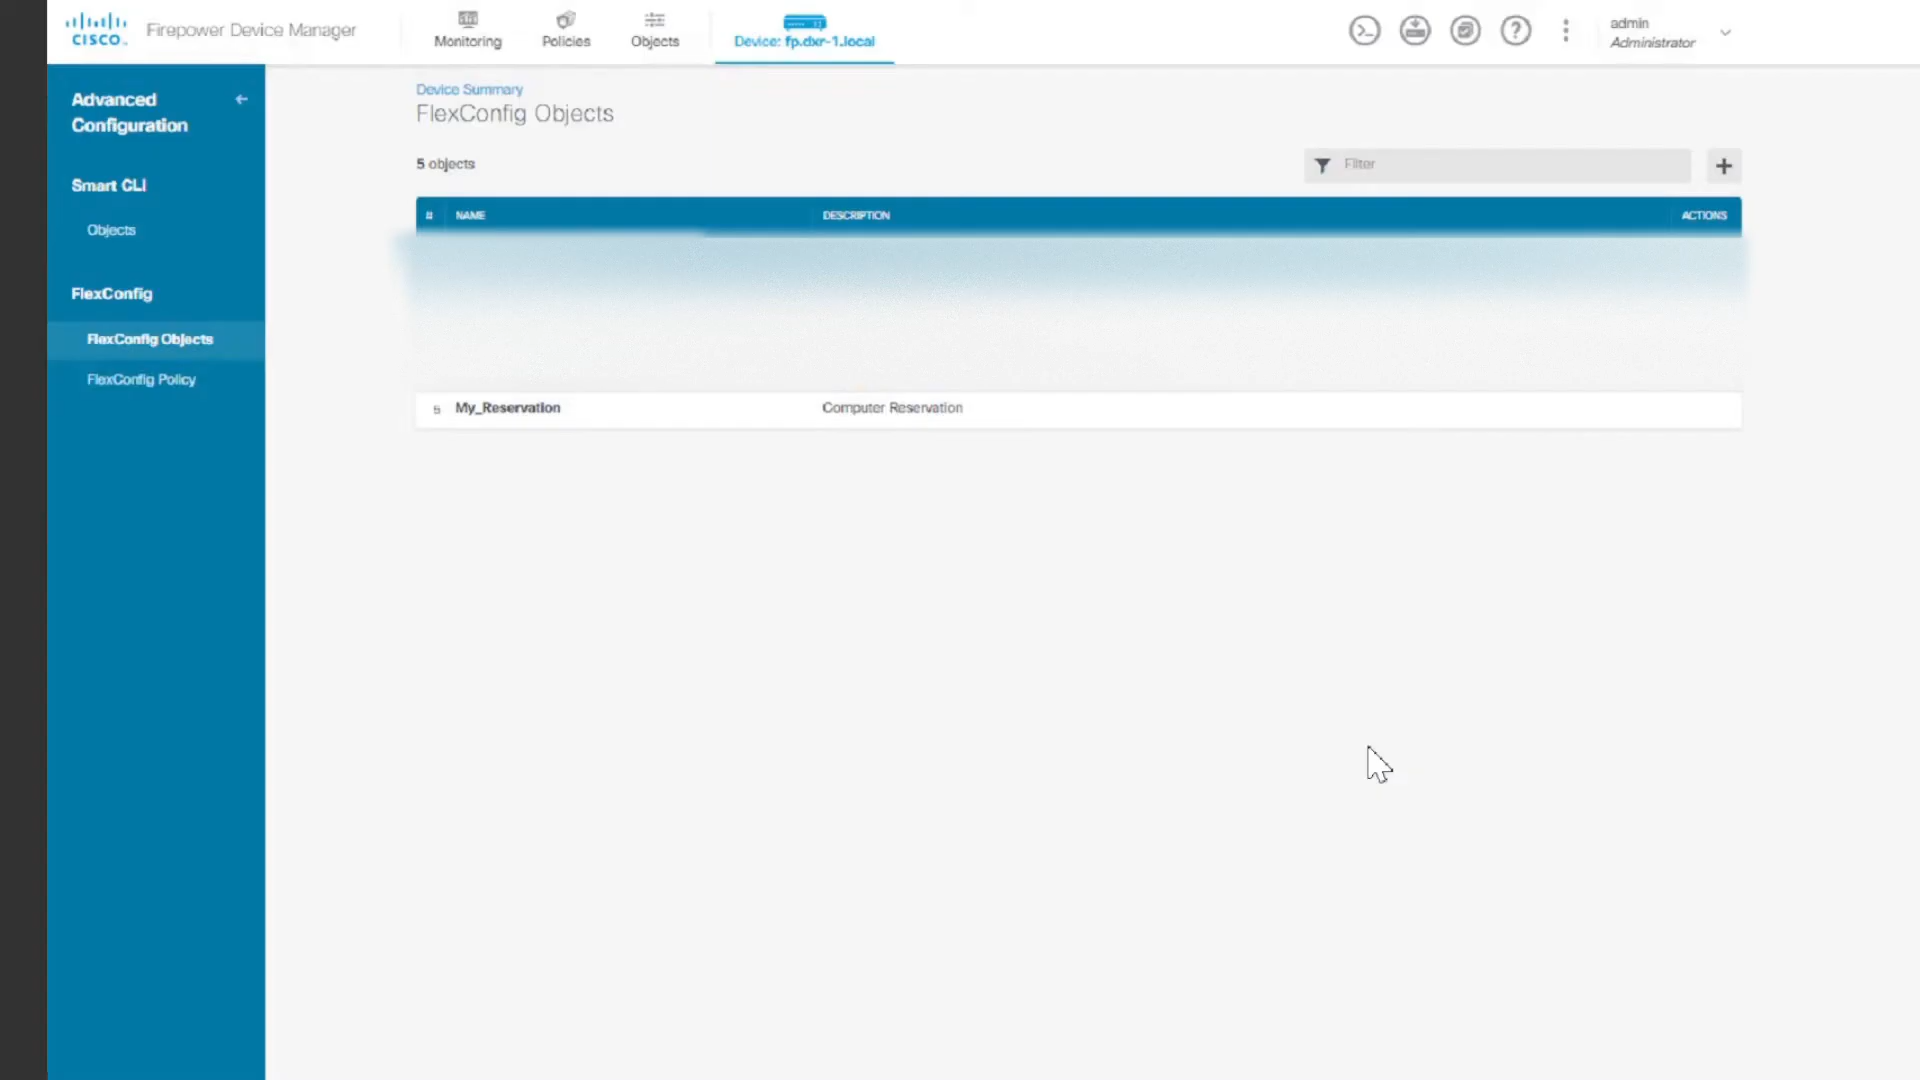 CISCO
Firepower Device Manager
Monitoring
Policies
Objects
Device: fp.dxr-1.local
admin
Administrator
Advanced
Configuration
Smart CLI
Objects
FlexConfig
FlexConfig Objects
FlexConfig Policy
Device Summary
FlexConfig Objects
5 objects
Filter
# NAME DESCRIPTION ACTIONS
5 My_Reservation Computer Reservation